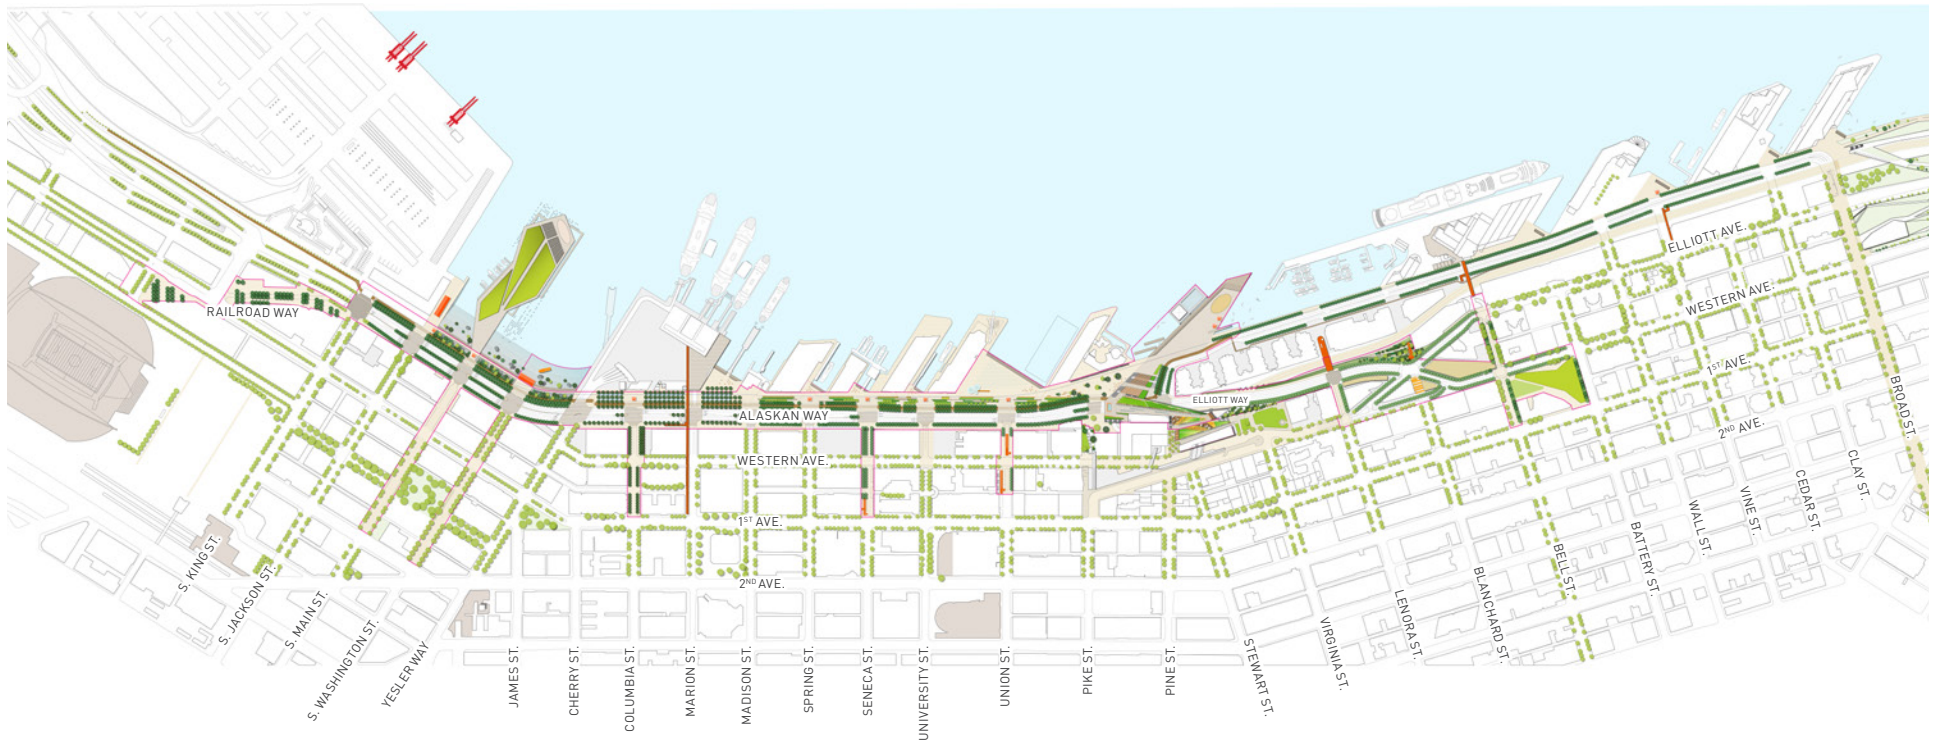 RAILROAD WAY
ELLIOTT AVE.
WESTERN AVE.
1ST AVE.
2ND AVE.
BROAD ST.
ELLIOTT WAY
ALASKAN WAY
WESTERN AVE.
1ST AVE.
2ND AVE.
S. KING ST.
S. JACKSON ST.
S. MAIN ST.
S. WASHINGTON ST.
YESLER WAY
JAMES ST.
CHERRY ST.
COLUMBIA ST.
MARION ST.
MADISON ST.
SPRING ST.
SENECA ST.
UNIVERSITY ST.
UNION ST.
PIKE ST.
PINE ST.
STEWART ST.
VIRGINIA ST.
LENORA ST.
BLANCHARD ST.
BELL ST.
BATTERY ST.
WALL ST.
VINE ST.
CEDAR ST.
CLAY ST.